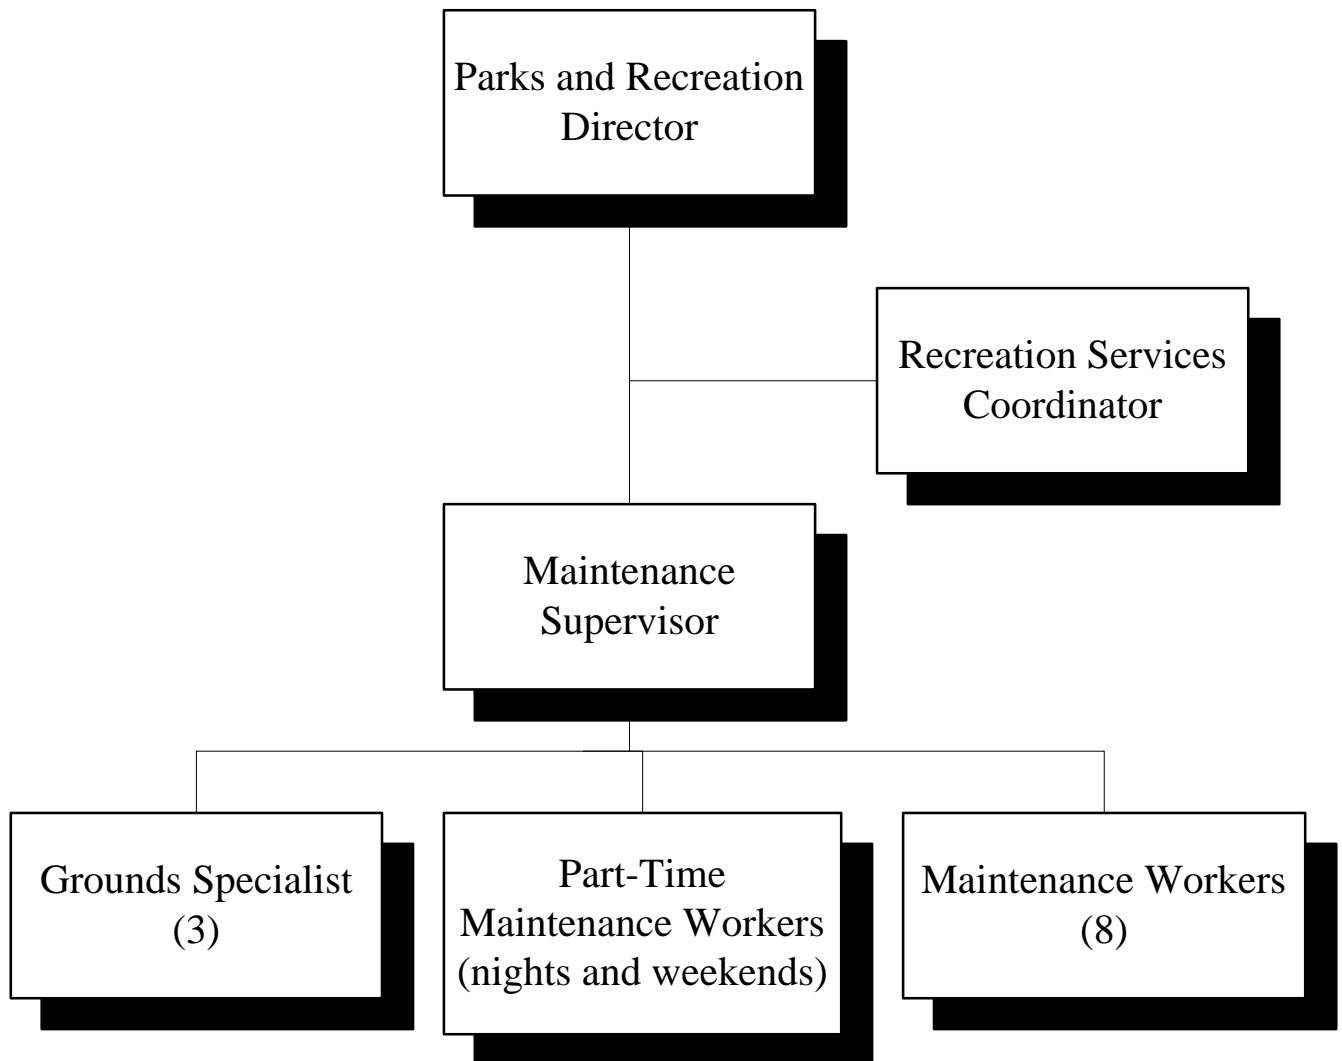 Parks and Recreation
Director
Recreation Services
Coordinator
Maintenance
Supervisor
Grounds Specialist
(3)
Part-Time
Maintenance Workers
(nights and weekends)
Maintenance Workers
(8)